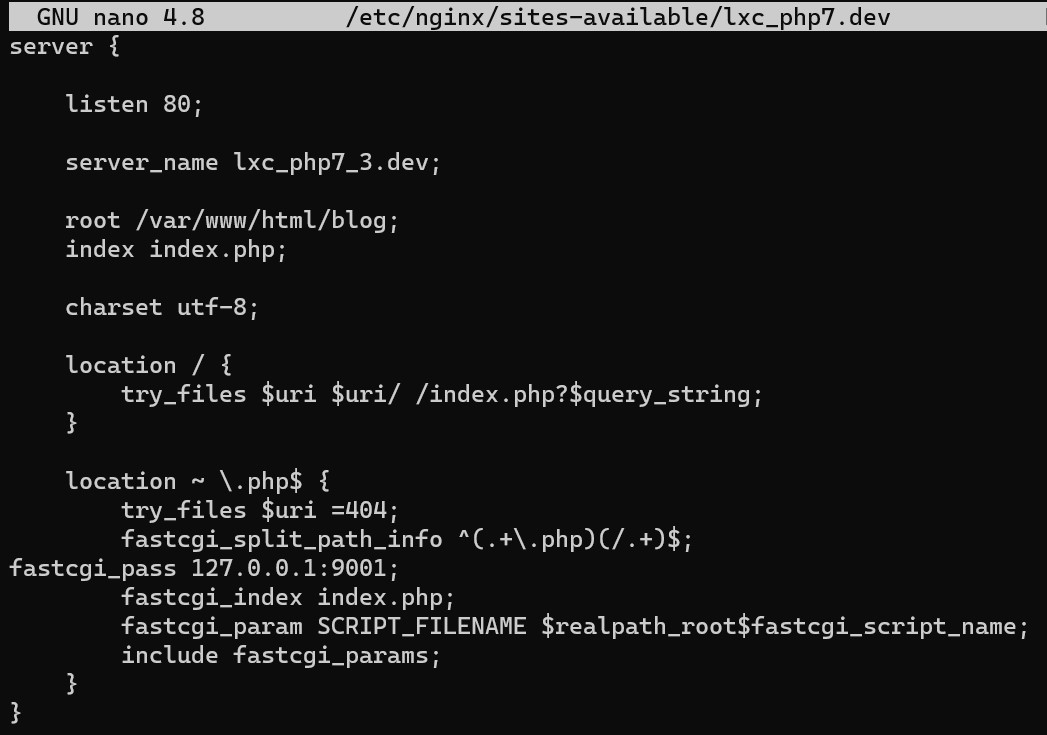 GNU nano 4.8 /etc/nginx/sites-available/lxc_php7.dev
server {
listen 80;
server_name lxc_php7_3.dev;
root /var/www/html/blog;
index index.php;
charset utf-8;
location / {
try_files $uri $uri/ /index.php?$query_string;
}
location ~ \.php$ {
try_files $uri =404;
fastcgi_split_path_info ^(.+\.php)(/.+)$;
fastcgi_pass 127.0.0.1:9001;
fastcgi_index index.php;
fastcgi_param SCRIPT_FILENAME $realpath_root$fastcgi_script_name;
include fastcgi_params;
}
}